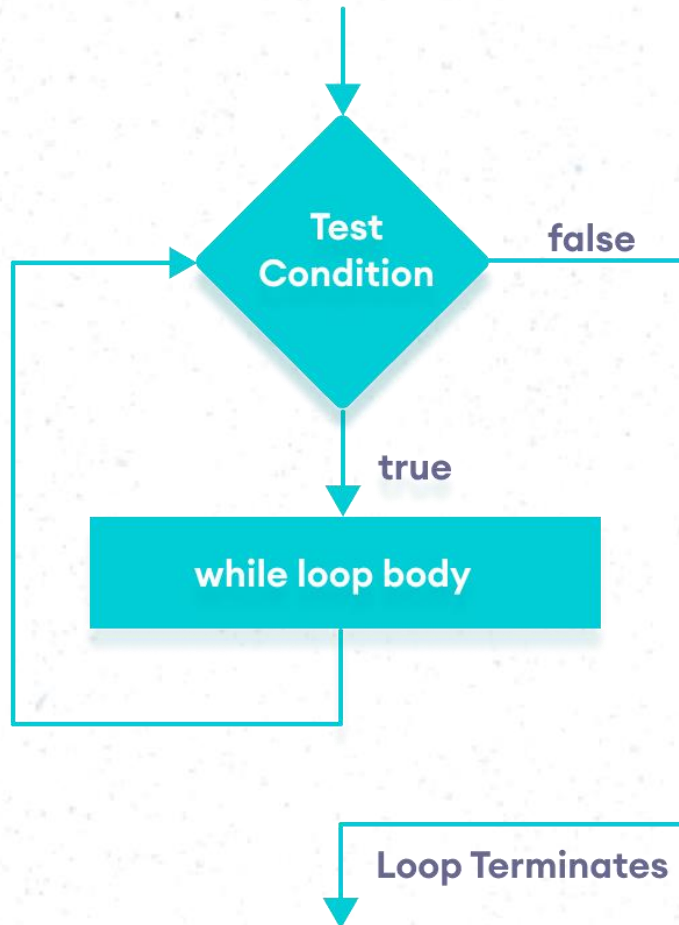 Test
Condition
false
true
while loop body
Loop Terminates